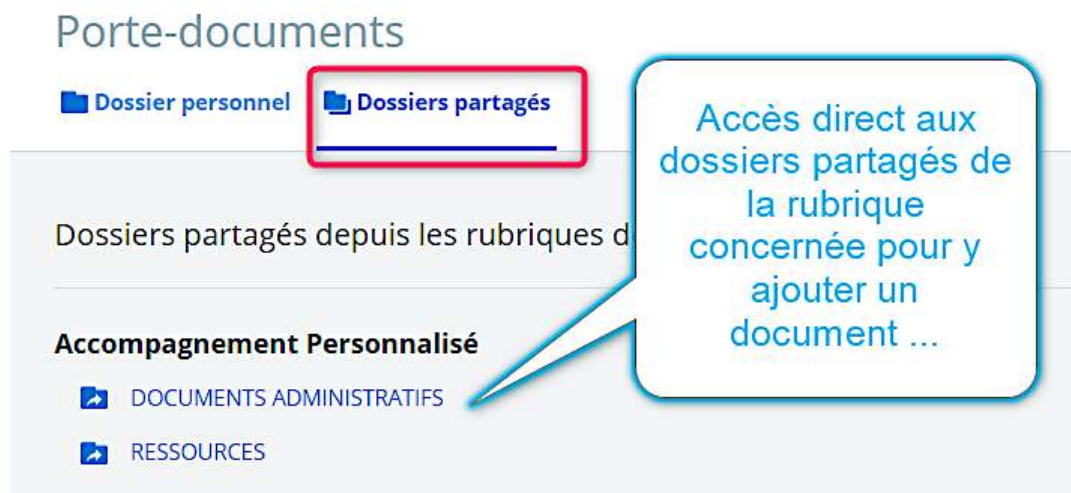 Porte-documents
Dossier personnel
Dossiers partagés
Accès direct aux
dossiers partagés de
la rubrique
concernée pour y
ajouter un
document ...
Dossiers partagés depuis les rubriques d
Accompagnement Personnalisé
DOCUMENTS ADMINISTRATIFS
RESSOURCES